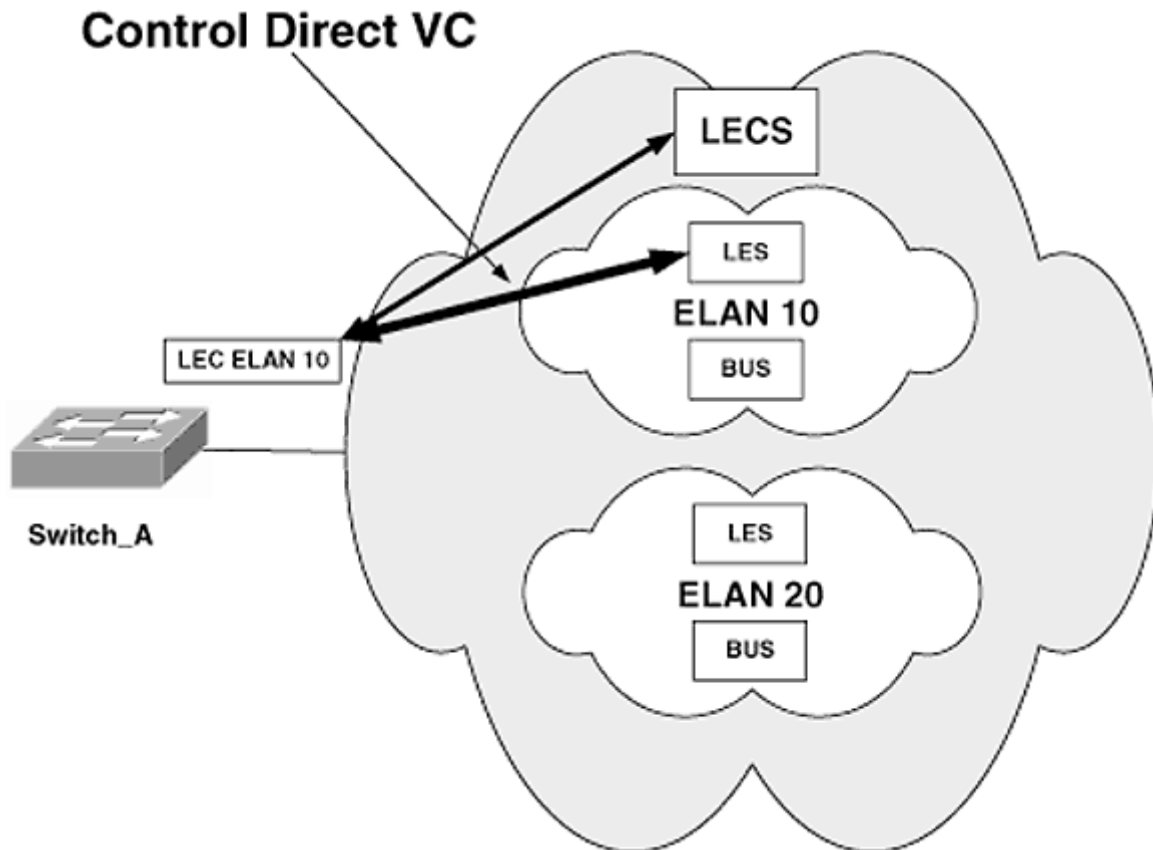 Control Direct VC
LECS
LES
ELAN 10
BUS
LEC ELAN 10
Switch_A
LES
ELAN 20
BUS